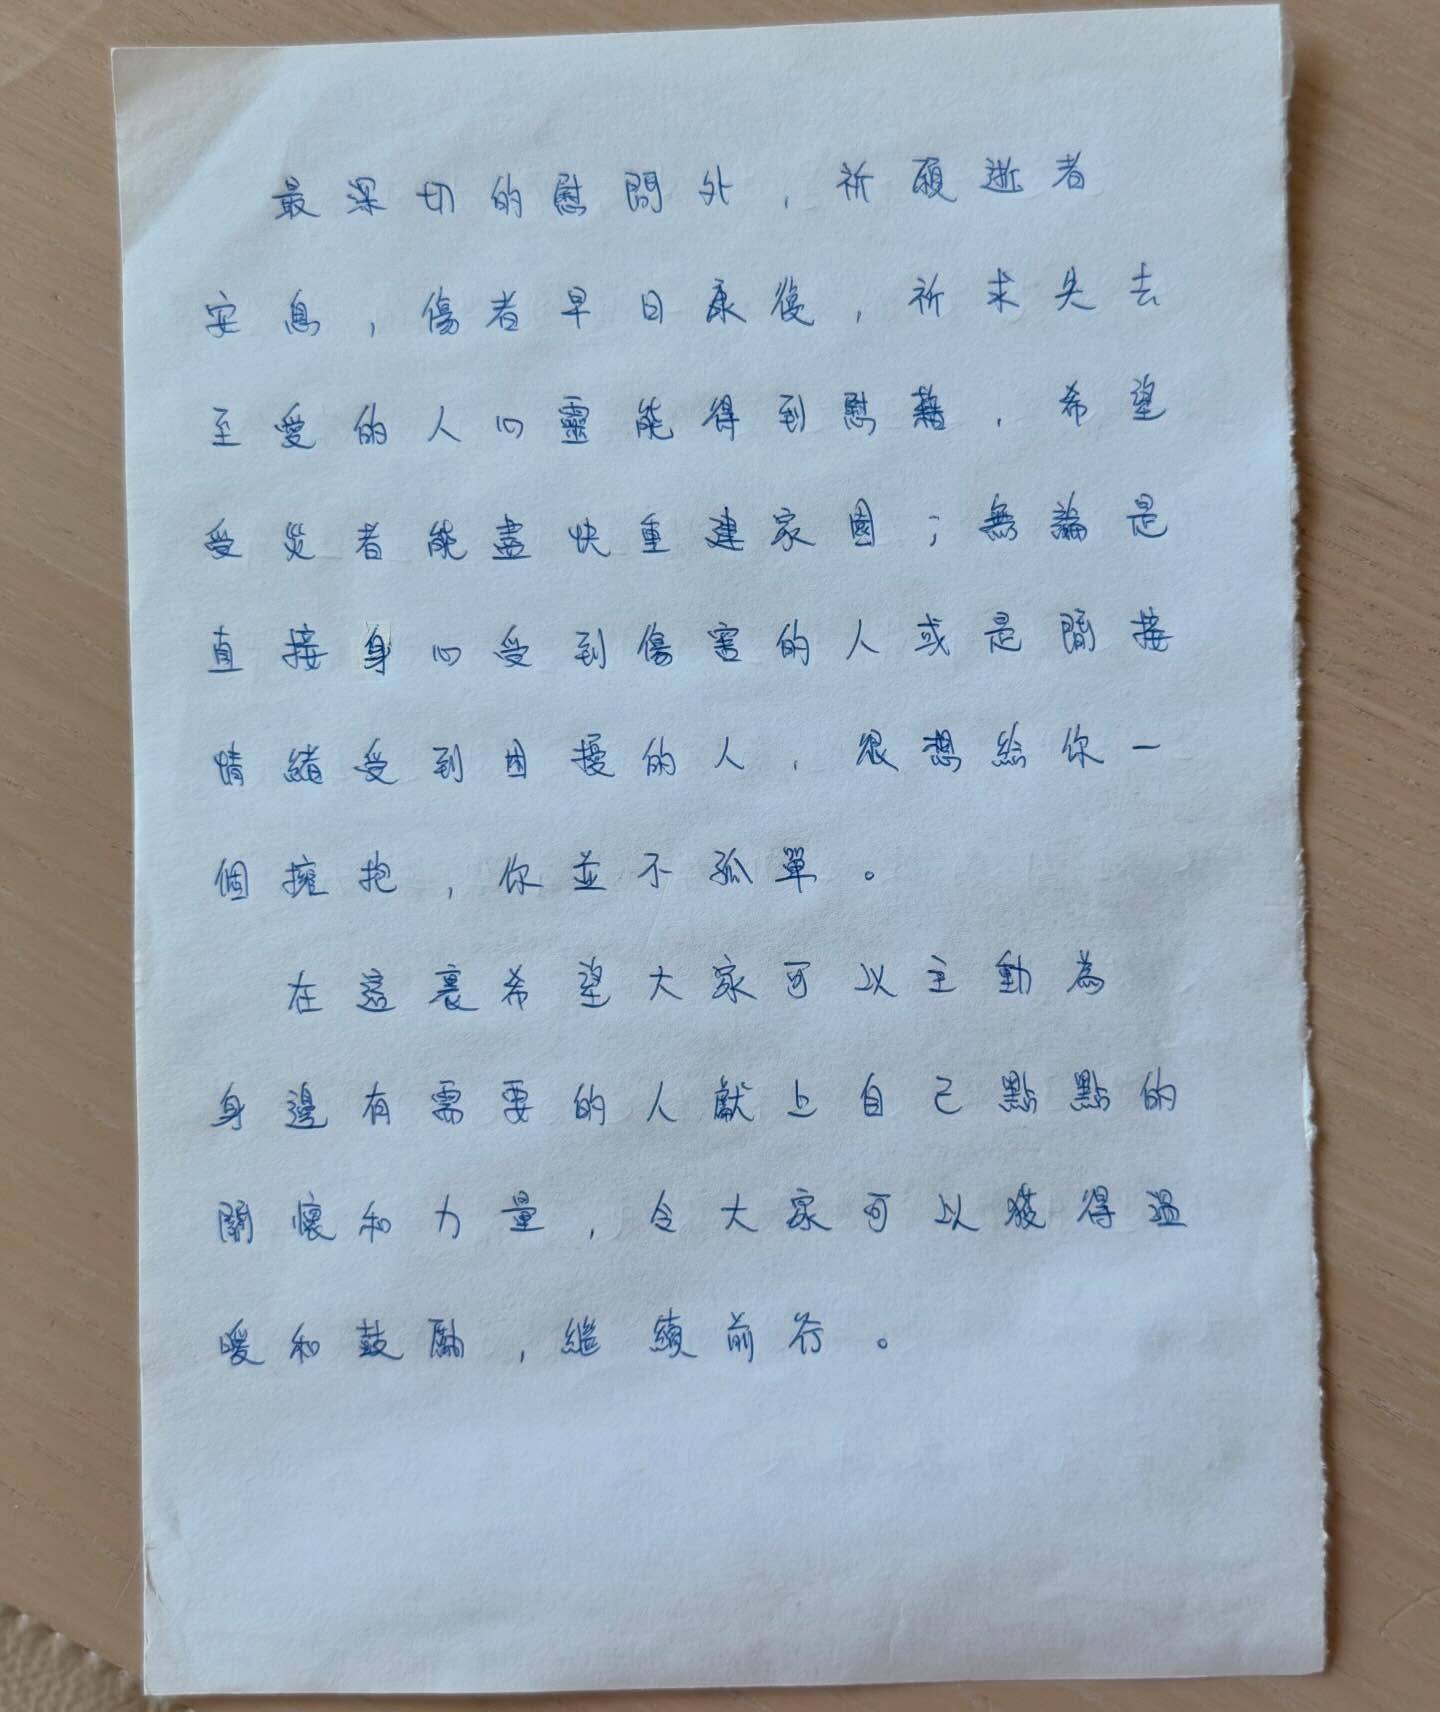 最深切的慰問外，祈願逝者
安息，傷者早日康復，祈求失去
至愛的人心靈能得到慰藉，希望
受災者能盡快重建家園；無論是
直接身心受到傷害的人或是間接
情緒受到困擾的人，很想給你一
個擁抱，你並不孤單。
在這裏希望大家可以主動為
身邊有需要的人獻上自己點點的
關懷和力量，令大家可以獲得溫
暖和鼓勵，繼續前行。